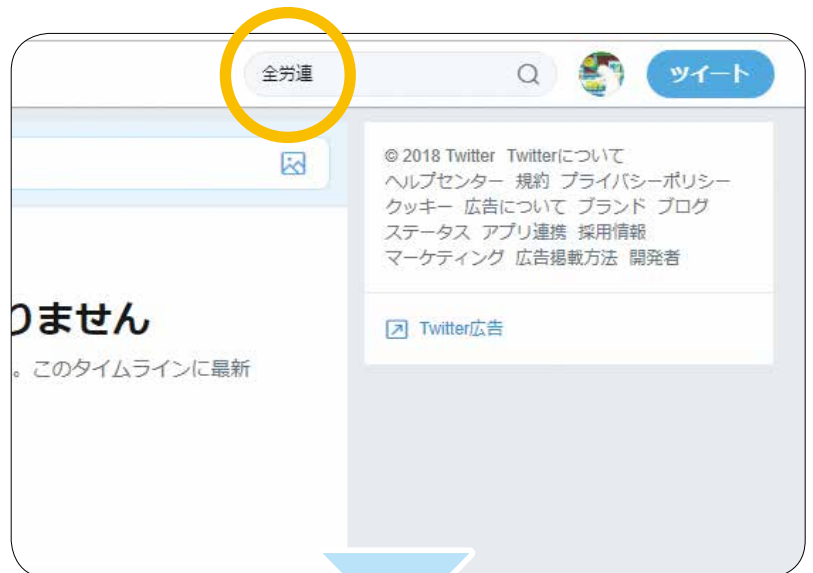 全労連
ツイート
© 2018 Twitter Twitterについて
ヘルプセンター 規約 プライバシーポリシー
クッキー 広告について ブランド ブログ
ステータス アプリ連携 採用情報
マーケティング 広告掲載方法 開発者
Twitter広告
りません
。このタイムラインに最新